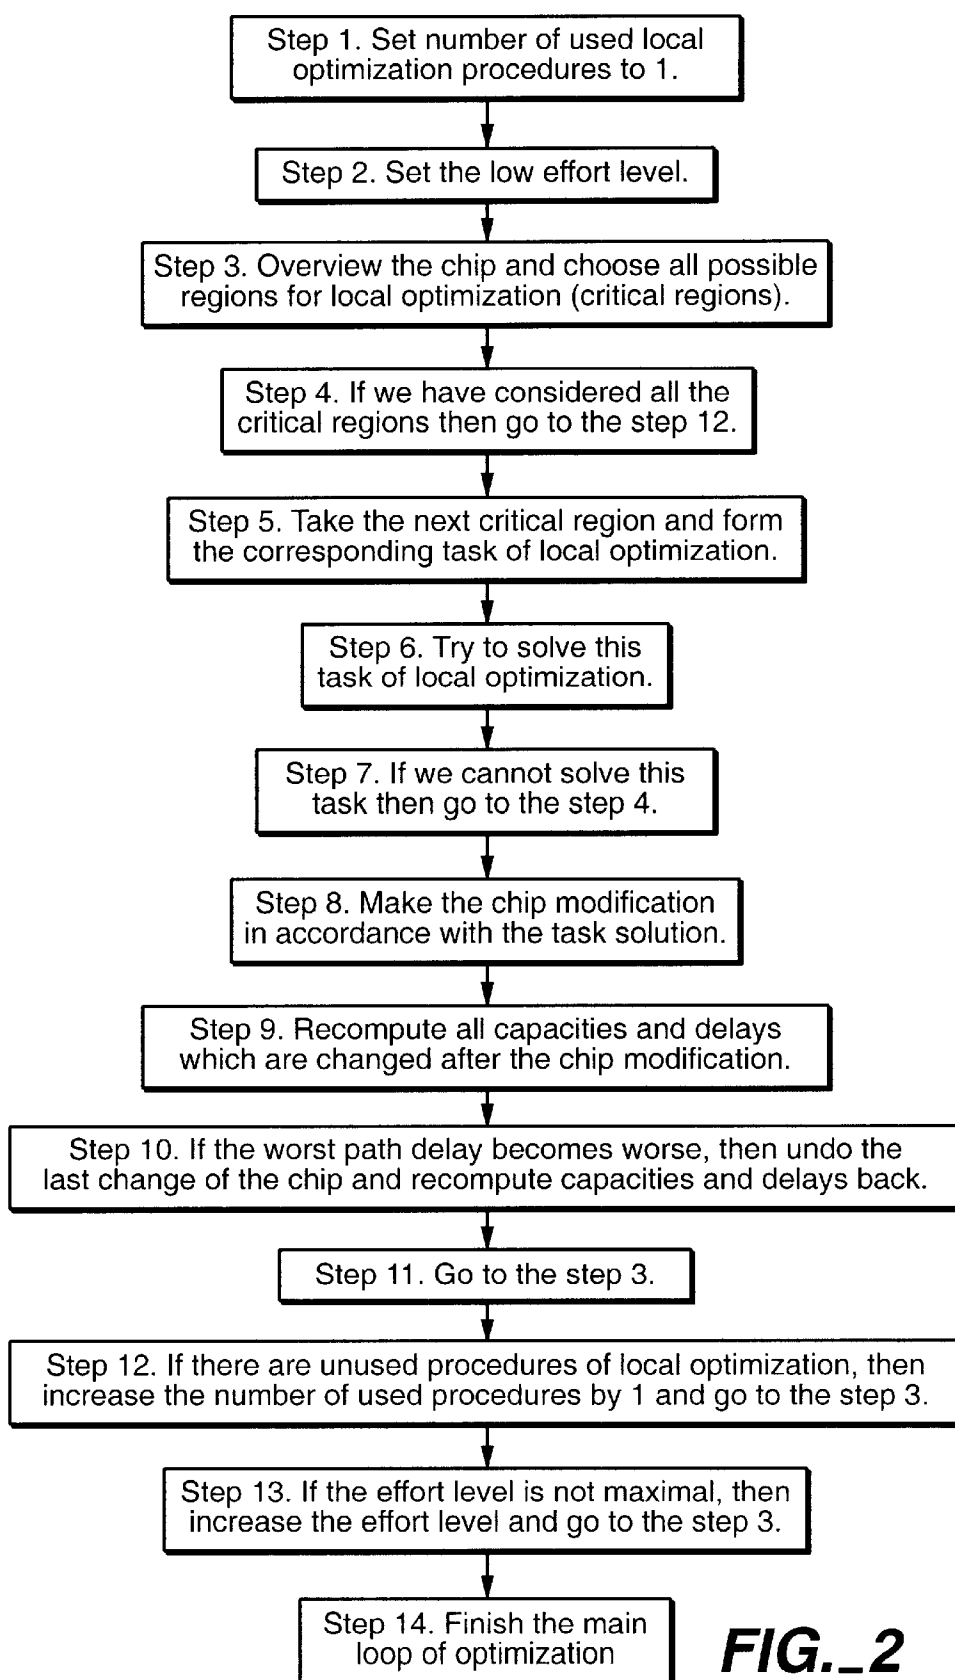 Step 1. Set number of used local
optimization procedures to 1.
Step 2. Set the low effort level.
Step 3. Overview the chip and choose all possible
regions for local optimization (critical regions).
Step 4. If we have considered all the
critical regions then go to the step 12.
Step 5. Take the next critical region and form
the corresponding task of local optimization.
Step 6. Try to solve this
task of local optimization.
Step 7. If we cannot solve this
task then go to the step 4.
Step 8. Make the chip modification
in accordance with the task solution.
Step 9. Recompute all capacities and delays
which are changed after the chip modification.
Step 10. If the worst path delay becomes worse, then undo the
last change of the chip and recompute capacities and delays back.
Step 11. Go to the step 3.
Step 12. If there are unused procedures of local optimization, then
increase the number of used procedures by 1 and go to the step 3.
Step 13. If the effort level is not maximal, then
increase the effort level and go to the step 3.
Step 14. Finish the main
loop of optimization
FIG._2